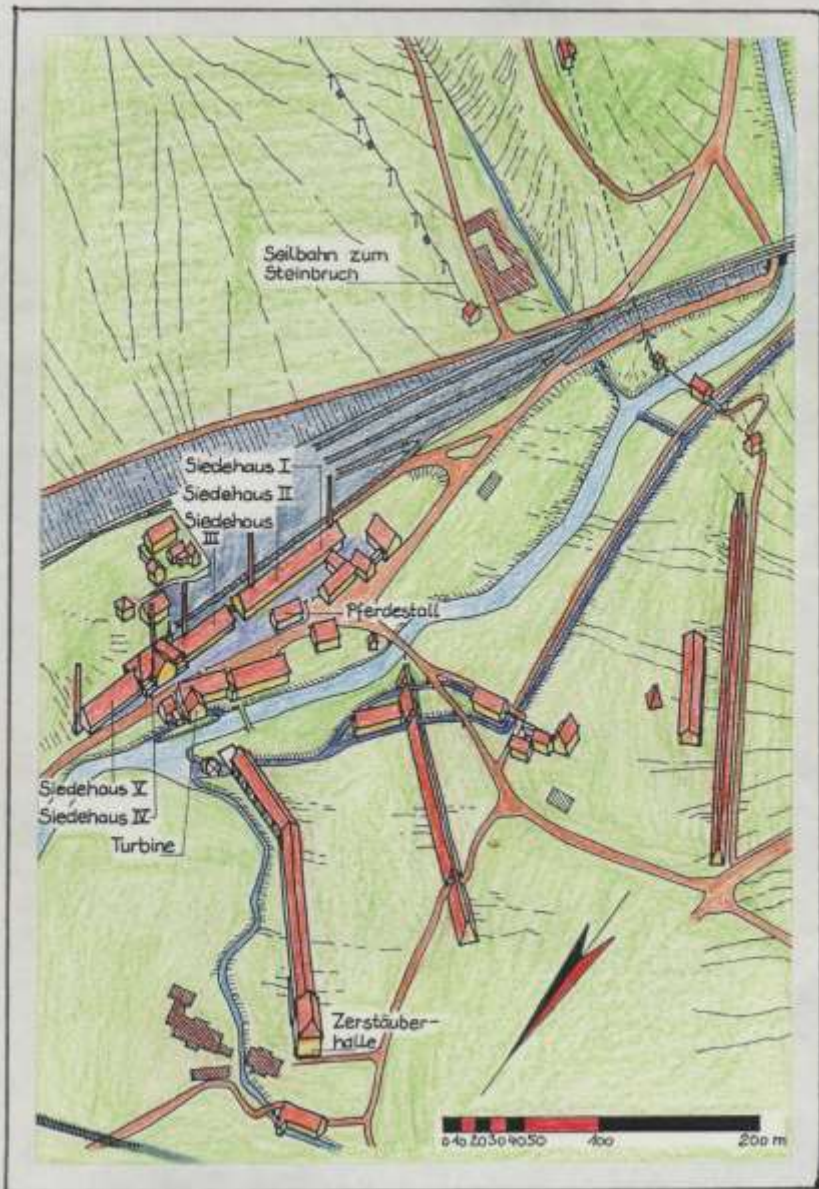 Seilbahn zum
Steinbruch
Siedehaus I
Siedehaus II
Siedehaus
III
Pferdestall
Siedehaus V
Siedehaus IV
Turbine
Zerstäuber-
halle
0 10 20 30 40 50 100 200 m